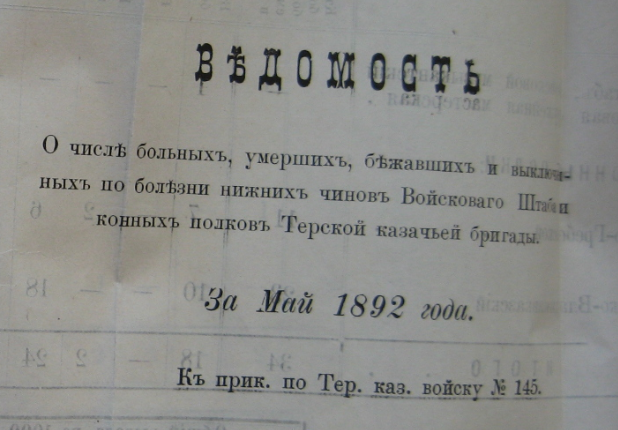 ВѢДОМОСТЬ
О числѣ больныхъ, умершихъ, бѣжавшихъ и выключен-
ныхъ по болѣзни нижнихъ чиновъ Войсковаго Штаба и
конныхъ полковъ Терской казачьей бригады.
За Май 1892 года.
Къ прик. по Тер. каз. войску № 145.